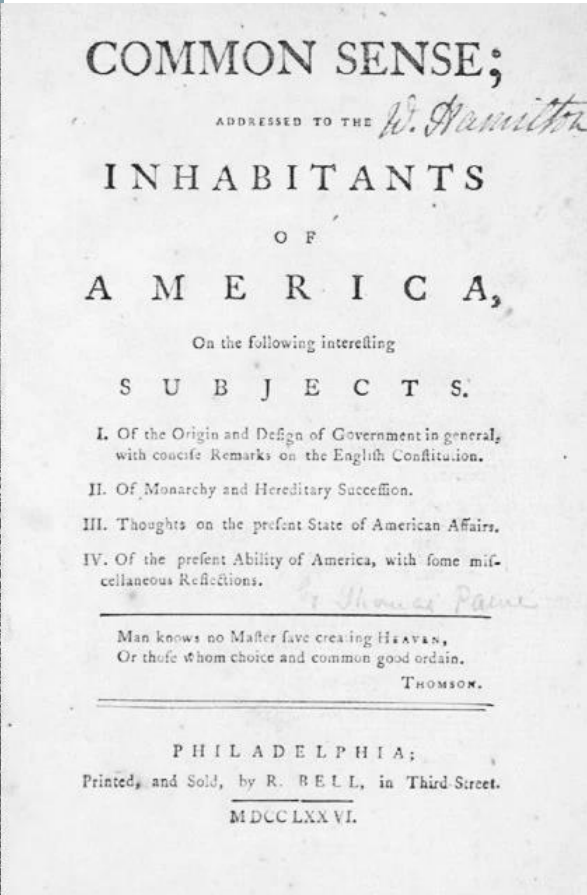 COMMON SENSE;
ADDRESSED TO THE
W. Hamilton
INHABITANTS
OF
AMERICA,
On the following intereſting
SUBJECTS.
I. Of the Origin and Deſign of Government in general,
with conciſe Remarks on the Engliſh Conſtitution.
II. Of Monarchy and Hereditary Succeſſion.
III. Thoughts on the preſent State of American Affairs.
IV. Of the preſent Ability of America, with ſome miſ-
cellaneous Reflections.
by Thomas Paine
Man knows no Maſter ſave creating HEAVEN,
Or thoſe whom choice and common good ordain.
THOMSON.
PHILADELPHIA;
Printed, and Sold, by R. BELL, in Third-Street.
MDCCLXXVI.